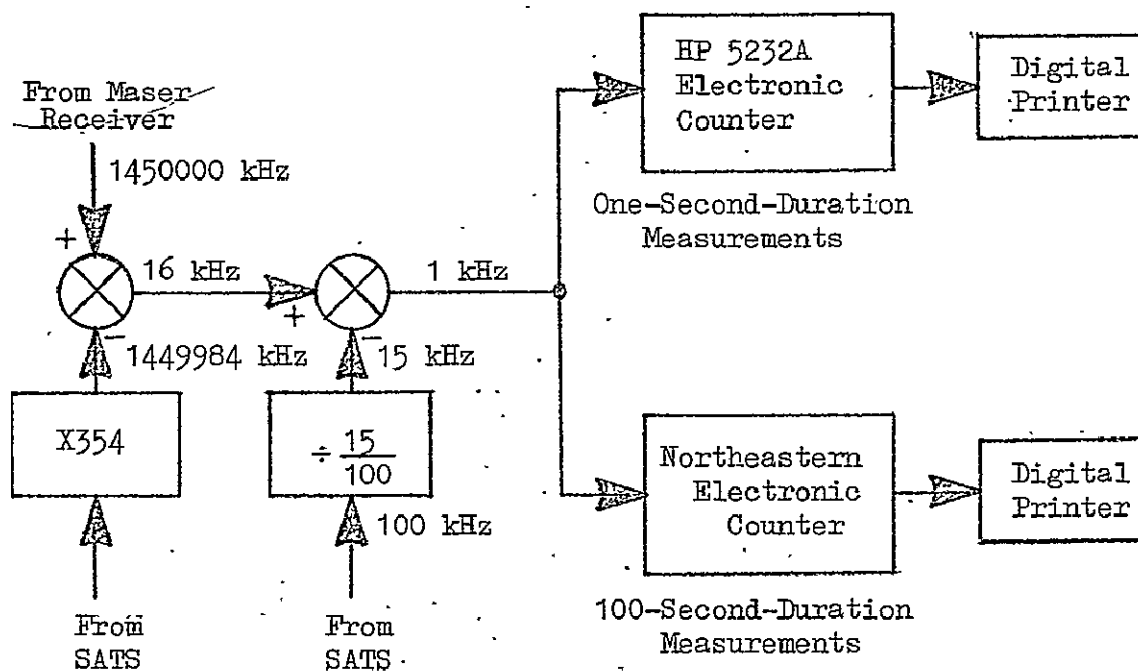 From Maser
Receiver
1450000 kHz
+
16 kHz
+
1 kHz
−
1449984 kHz
−
15 kHz
X354
÷ 15
100
100 kHz
From
SATS
From
SATS
HP 5232A
Electronic
Counter
Digital
Printer
One-Second-Duration
Measurements
Northeastern
Electronic
Counter
Digital
Printer
100-Second-Duration
Measurements